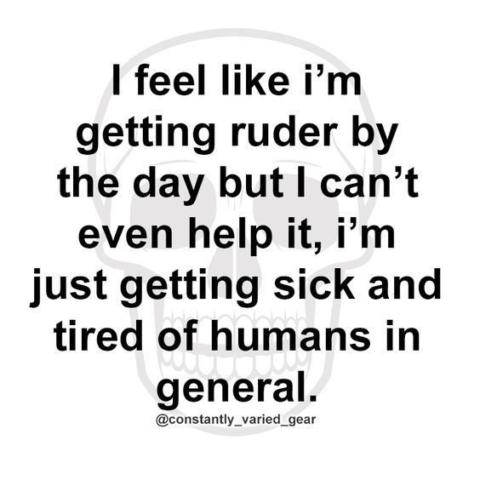 I feel like i’m
getting ruder by
the day but I can’t
even help it, i’m
just getting sick and
tired of humans in
general.
@constantly_varied_gear